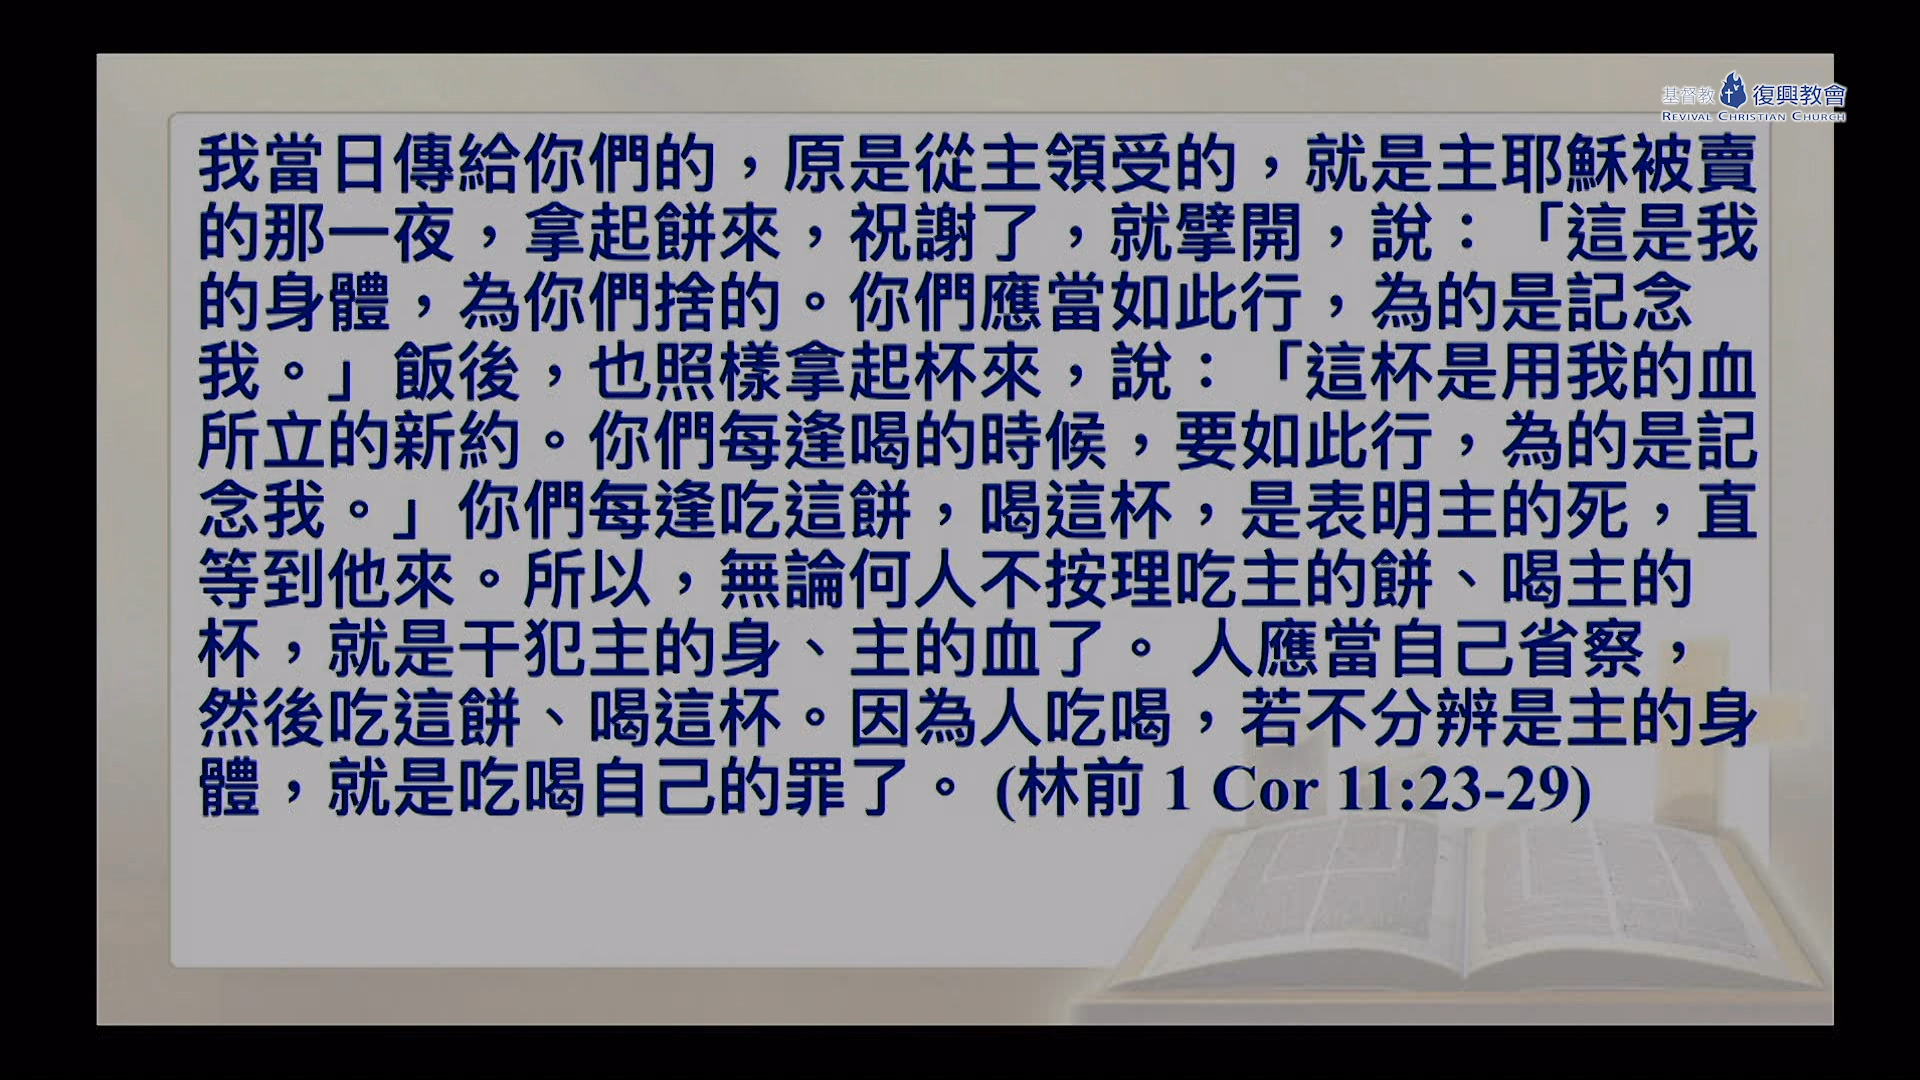 基督教 復興教會
REVIVAL CHRISTIAN CHURCH
我當日傳給你們的，原是從主領受的，就是主耶穌被賣
的那一夜，拿起餅來，祝謝了，就擘開，說：「這是我
的身體，為你們捨的。你們應當如此行，為的是記念
我。」飯後，也照樣拿起杯來，說：「這杯是用我的血
所立的新約。你們每逢喝的時候，要如此行，為的是記
念我。」你們每逢吃這餅，喝這杯，是表明主的死，直
等到他來。所以，無論何人不按理吃主的餅、喝主的
杯，就是干犯主的身、主的血了。 人應當自己省察，
然後吃這餅、喝這杯。因為人吃喝，若不分辨是主的身
體，就是吃喝自己的罪了。 (林前 1 Cor 11:23-29)